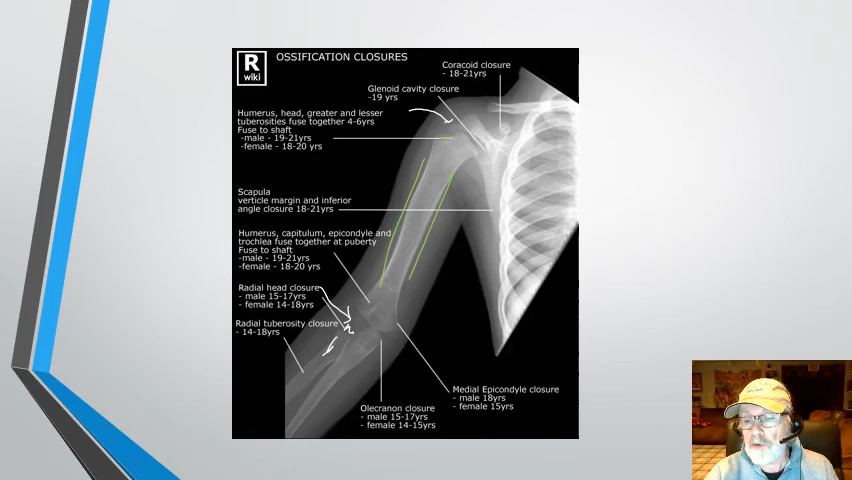 R
wiki
OSSIFICATION CLOSURES
Coracoid closure
- 18-21yrs
Glenoid cavity closure
-19 yrs
Humerus, head, greater and lesser
tuberosities fuse together 4-6yrs
Fuse to shaft
-male - 19-21yrs
-female - 18-20 yrs
Scapula
verticle margin and inferior
angle closure 18-21yrs
Humerus, capitulum, epicondyle and
trochlea fuse together at puberty
Fuse to shaft
-male - 19-21yrs
-female - 18-20 yrs
Radial head closure
- male 15-17yrs
- female 14-18yrs
Radial tuberosity closure
- 14-18yrs
Medial Epicondyle closure
- male 18yrs
- female 15yrs
Olecranon closure
- male 15-17yrs
- female 14-15yrs